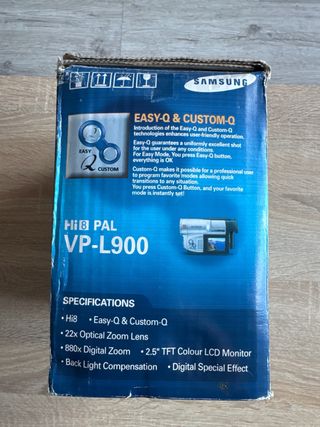 SAMSUNG
EASY-Q & CUSTOM-Q
Introduction of the Easy-Q and Custom-Q
technologies enhances user-friendly operation.
Easy-Q guarantees a uniformly excellent shot
for the user under any conditions.
For Easy Mode, You press Easy-Q button,
everything is OK
Custom-Q makes it possible for a professional user
to program favorite modes allowing quick
transitions to any situation.
You press Custom-Q Button, and your favorite
mode is instantly set!
EASY
Q
CUSTOM
Hi8 PAL
VP-L900
SPECIFICATIONS
• Hi8 • Easy-Q & Custom-Q
• 22x Optical Zoom Lens
• 880x Digital Zoom • 2.5" TFT Colour LCD Monitor
• Back Light Compensation • Digital Special Effect